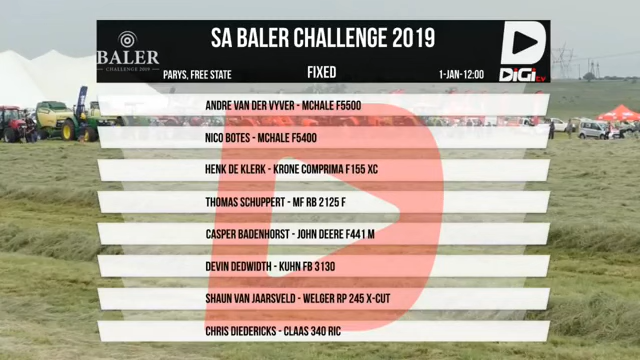 SA BALER CHALLENGE 2019
BALER
CHALLENGE 2019
PARYS, FREE STATE
FIXED
1-JAN-12:00
DiGi TV
ANDRE VAN DER VYVER - MCHALE F5500
NICO BOTES - MCHALE F5400
HENK DE KLERK - KRONE COMPRIMA F155 XC
THOMAS SCHUPPERT - MF RB 2125 F
CASPER BADENHORST - JOHN DEERE F441 M
DEVIN DEDWIDTH - KUHN FB 3130
SHAUN VAN JAARSVELD - WELGER RP 245 X-CUT
CHRIS DIEDERICKS - CLAAS 340 RIC